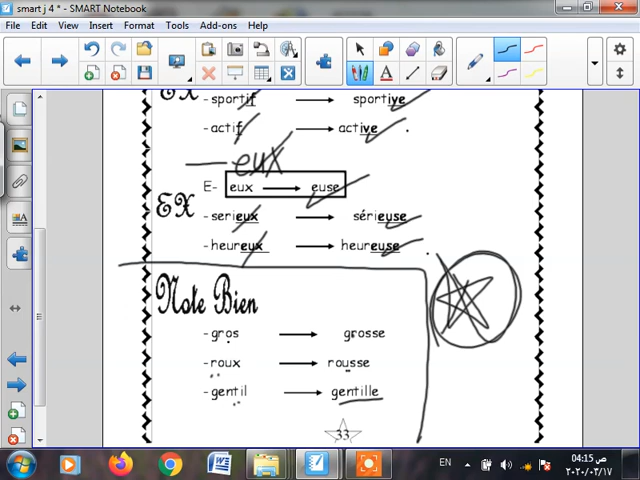 smart j 4 * - SMART Notebook
File Edit View Insert Format Tools Add-ons Help
EX
-sportif sportive
-actif active .
— eux
E- eux euse
EX
-serieux sérieuse
-heureux heureuse .
Note Bien
-gros grosse
-roux rousse
-gentil gentille
33
EN 04:15 ص
٢٠٢٠/٠٣/١٧